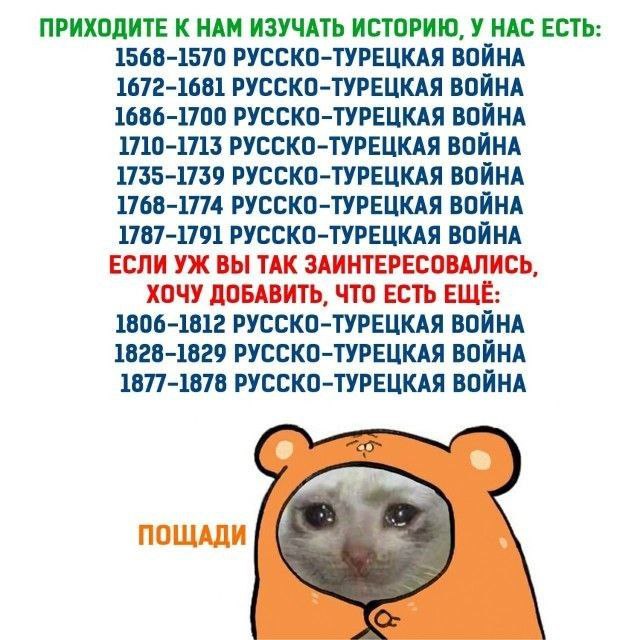 ПРИХОДИТЕ К НАМ ИЗУЧАТЬ ИСТОРИЮ, У НАС ЕСТЬ:
1568-1570 РУССКО-ТУРЕЦКАЯ ВОЙНА
1672-1681 РУССКО-ТУРЕЦКАЯ ВОЙНА
1686-1700 РУССКО-ТУРЕЦКАЯ ВОЙНА
1710-1713 РУССКО-ТУРЕЦКАЯ ВОЙНА
1735-1739 РУССКО-ТУРЕЦКАЯ ВОЙНА
1768-1774 РУССКО-ТУРЕЦКАЯ ВОЙНА
1787-1791 РУССКО-ТУРЕЦКАЯ ВОЙНА
ЕСЛИ УЖ ВЫ ТАК ЗАИНТЕРЕСОВАЛИСЬ,
ХОЧУ ДОБАВИТЬ, ЧТО ЕСТЬ ЕЩЁ:
1806-1812 РУССКО-ТУРЕЦКАЯ ВОЙНА
1828-1829 РУССКО-ТУРЕЦКАЯ ВОЙНА
1877-1878 РУССКО-ТУРЕЦКАЯ ВОЙНА
ПОЩАДИ